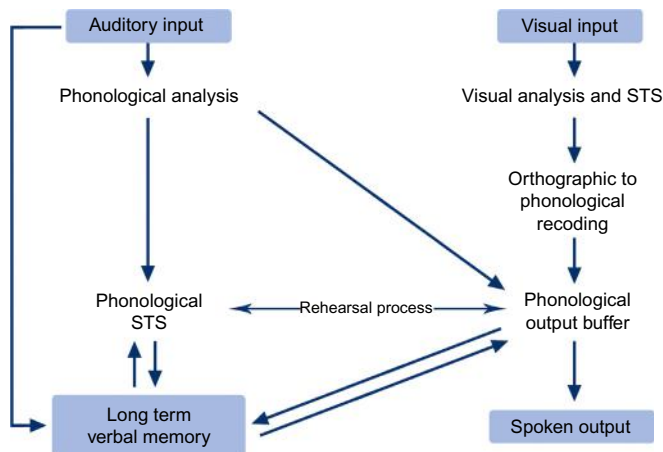 Auditory input
Visual input
Phonological analysis
Visual analysis and STS
Orthographic to
phonological
recoding
Phonological
STS
Rehearsal process
Phonological
output buffer
Long term
verbal memory
Spoken output